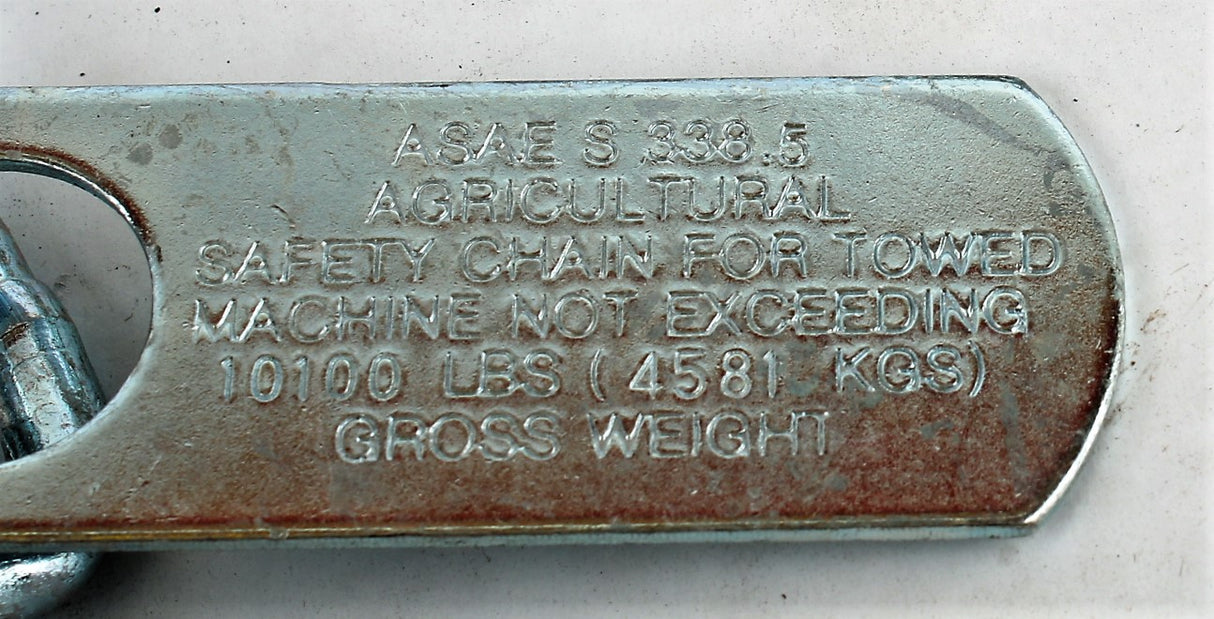 ASAE S 338.5
AGRICULTURAL
SAFETY CHAIN FOR TOWED
MACHINE NOT EXCEEDING
10100 LBS (4581 KGS)
GROSS WEIGHT